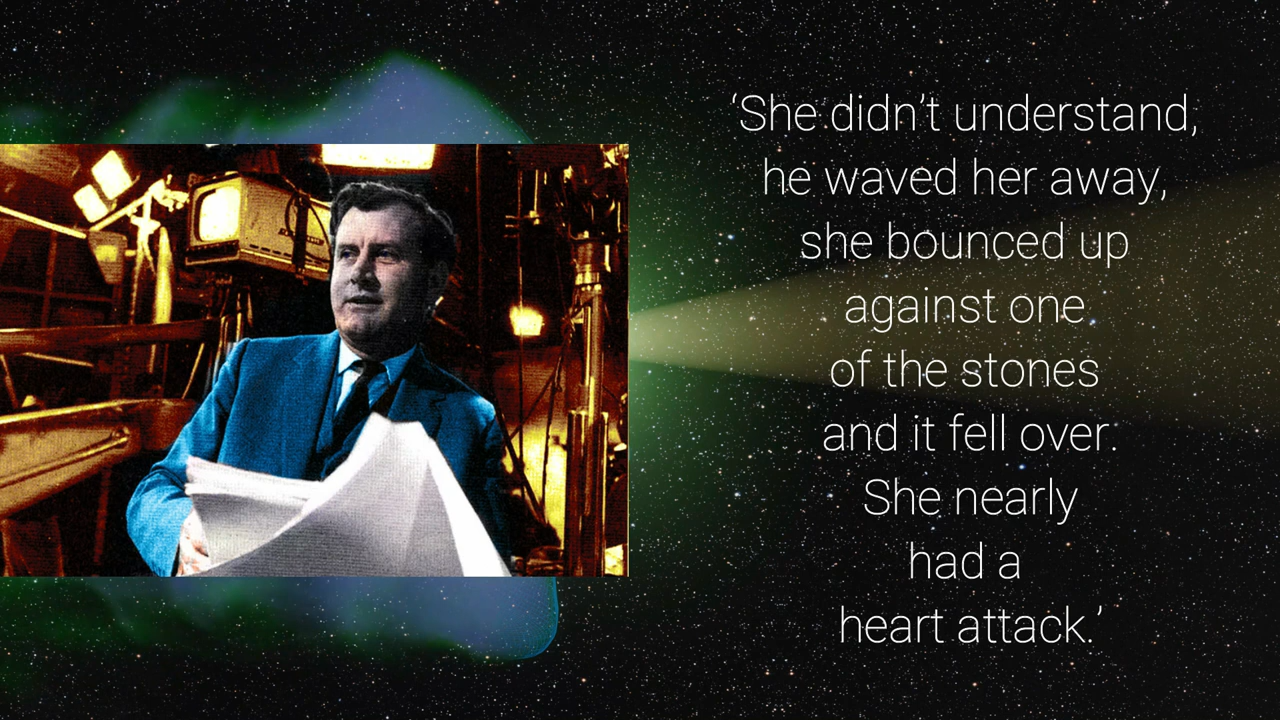 ‘She didn’t understand,
he waved her away,
she bounced up
against one
of the stones
and it fell over.
She nearly
had a
heart attack.’